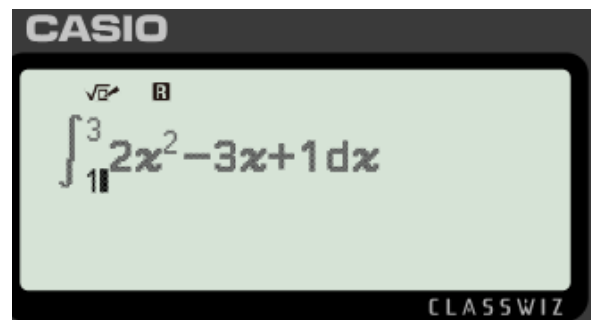 CASIO
√□ R
∫₁³2x²−3x+1dx
CLASSWIZ